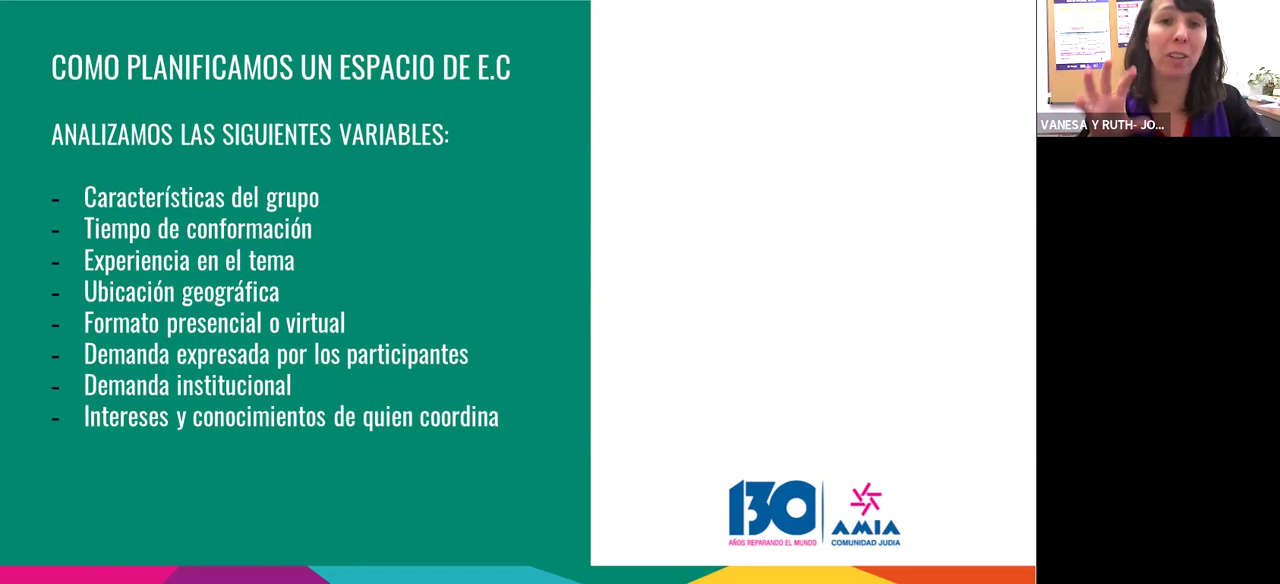 COMO PLANIFICAMOS UN ESPACIO DE E.C
ANALIZAMOS LAS SIGUIENTES VARIABLES:
- Características del grupo
- Tiempo de conformación
- Experiencia en el tema
- Ubicación geográfica
- Formato presencial o virtual
- Demanda expresada por los participantes
- Demanda institucional
- Intereses y conocimientos de quien coordina
130
AÑOS REPARANDO EL MUNDO
AMIA
COMUNIDAD JUDIA
VANESA Y RUTH- JO...